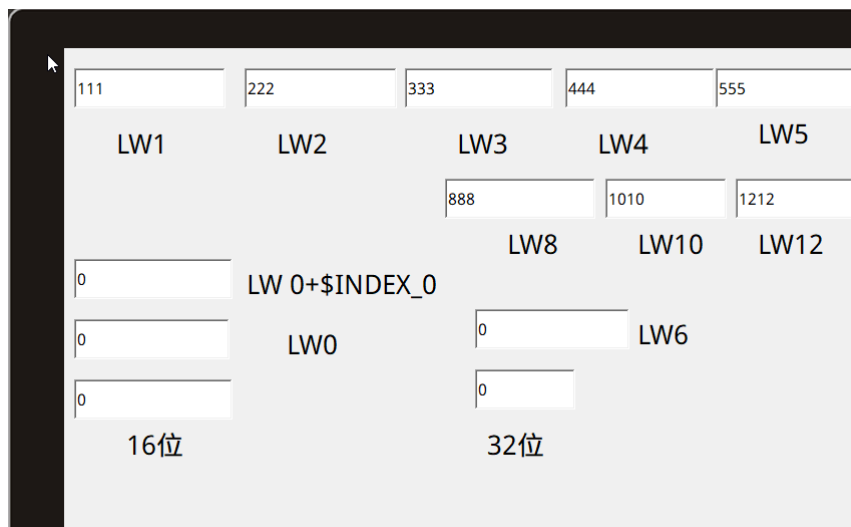 111 222 333 444 555
LW1 LW2 LW3 LW4 LW5
888 1010 1212
LW8 LW10 LW12
0 LW 0+$INDEX_0
0 LW0
0 LW6
0
0
16位 32位